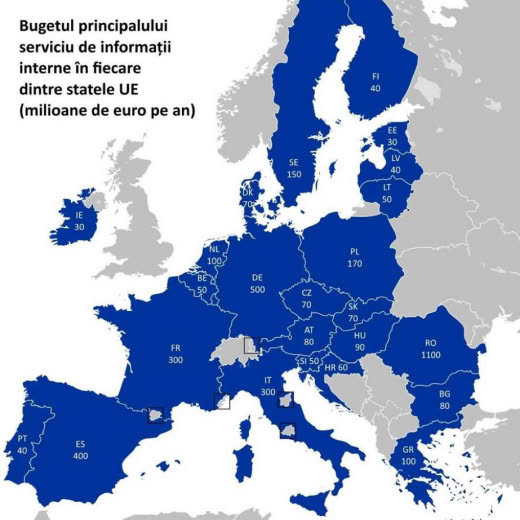 Bugetul principalului
serviciu de informații
interne în fiecare
dintre statele UE
(milioane de euro pe an)
FI
40
EE
30
SE
150
LV
40
DK
70
LT
50
IE
30
NL
100
PL
170
BE
50
DE
500
CZ
70
SK
70
AT
80
HU
90
FR
300
RO
1100
SI 50
HR 60
IT
300
BG
80
PT
40
ES
400
GR
100